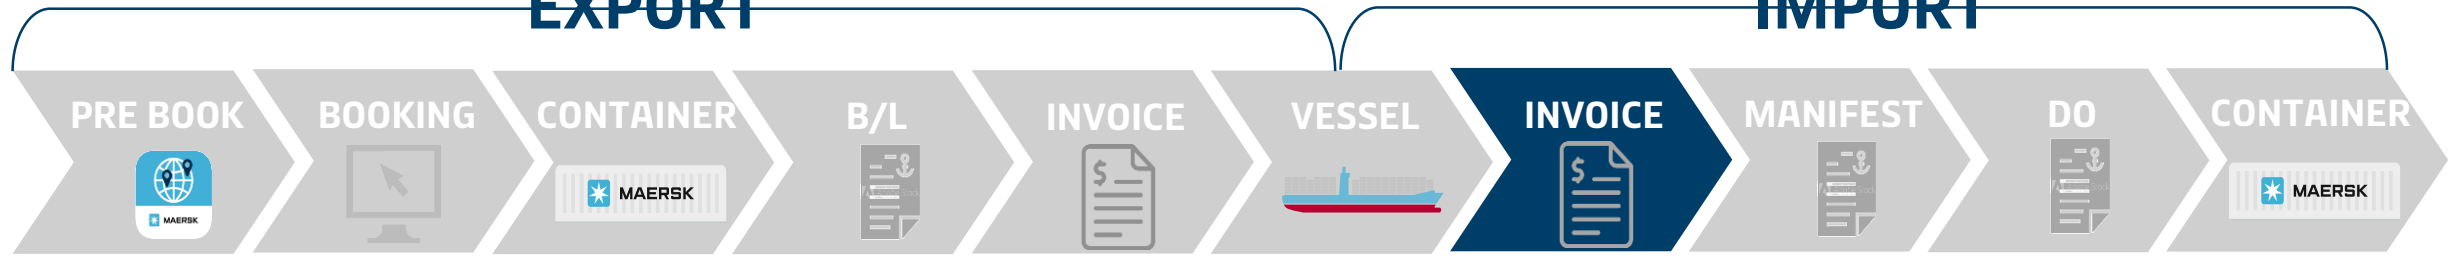 EXPORT
IMPORT
PRE BOOK
BOOKING
CONTAINER
B/L
INVOICE
VESSEL
INVOICE
MANIFEST
DO
CONTAINER
MAERSK
MAERSK
$
$
MAERSK